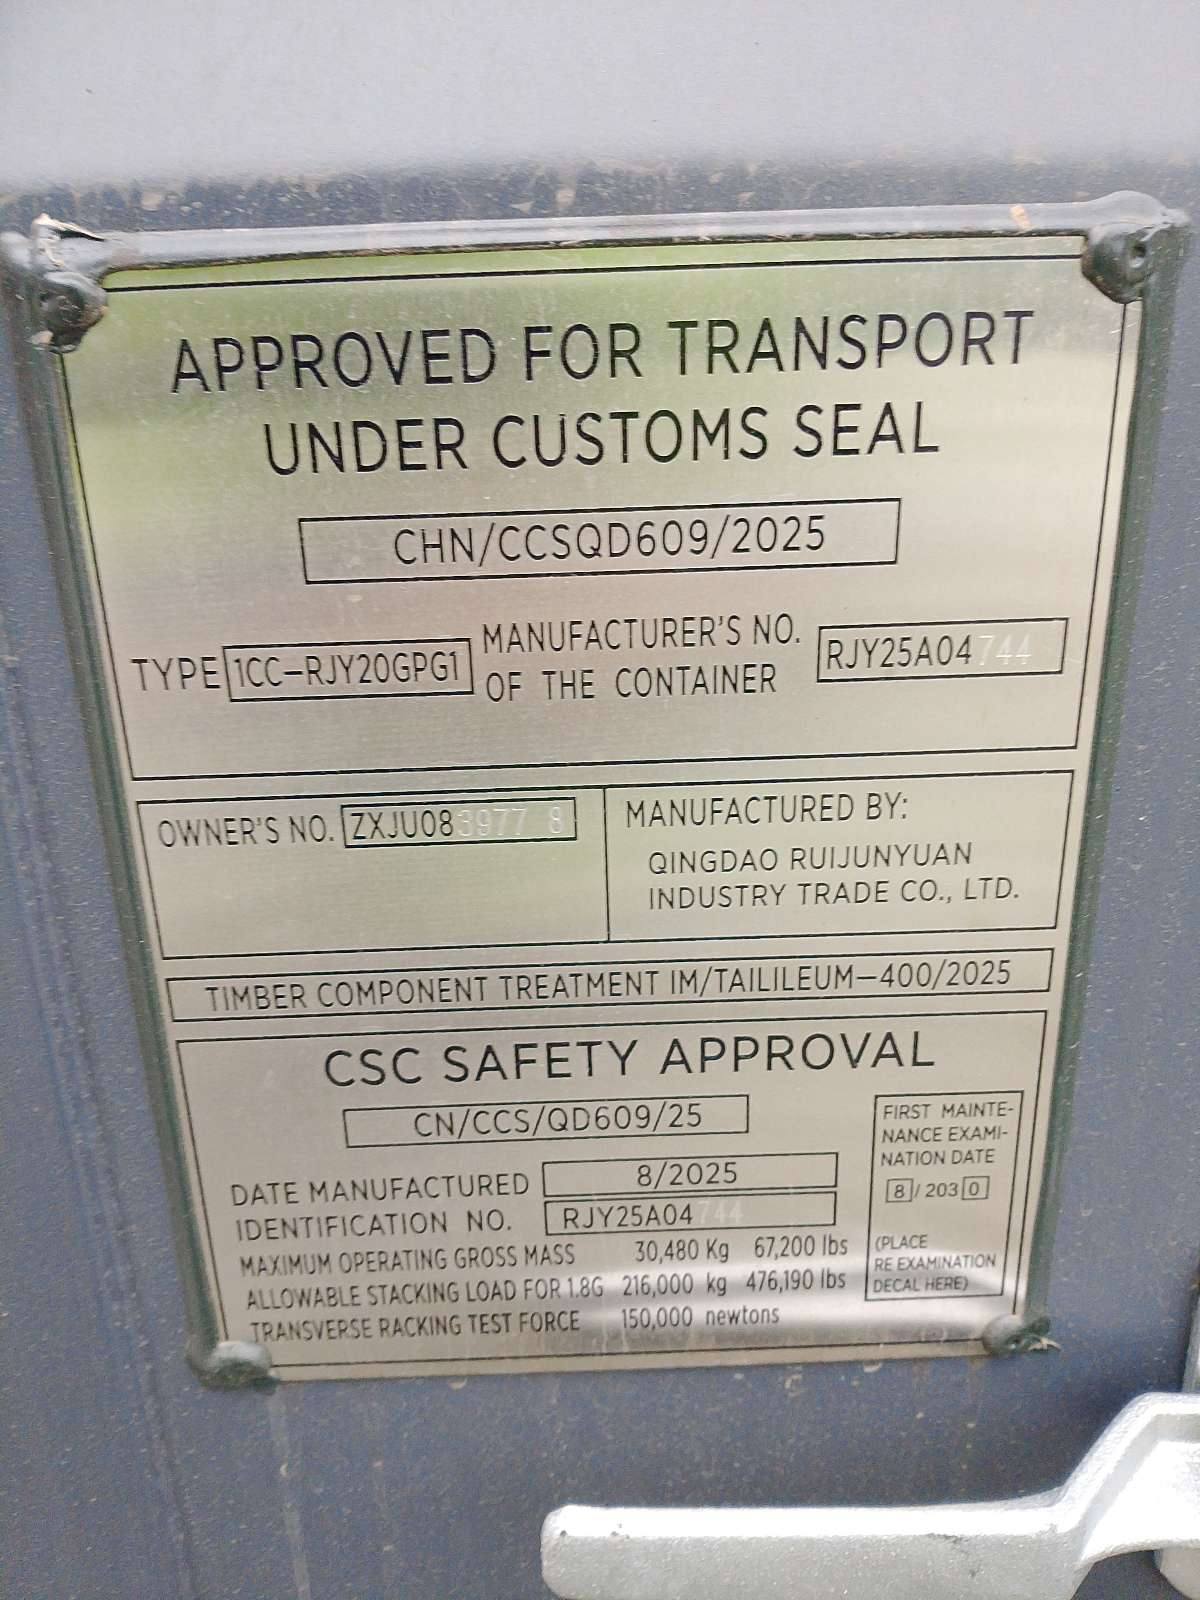 APPROVED FOR TRANSPORT
UNDER CUSTOMS SEAL
CHN/CCSQD609/2025
TYPE 1CC-RJY20GPG1 MANUFACTURER'S NO. OF THE CONTAINER RJY25A04744
OWNER'S NO. ZXJU083977 8
MANUFACTURED BY:
QINGDAO RUIJUNYUAN
INDUSTRY TRADE CO., LTD.
TIMBER COMPONENT TREATMENT IM/TAILILEUM-400/2025
CSC SAFETY APPROVAL
CN/CCS/QD609/25
DATE MANUFACTURED 8/2025
IDENTIFICATION NO. RJY25A04744
MAXIMUM OPERATING GROSS MASS 30,480 Kg 67,200 lbs
ALLOWABLE STACKING LOAD FOR 1.8G 216,000 kg 476,190 lbs
TRANSVERSE RACKING TEST FORCE 150,000 newtons
FIRST MAINTE-
NANCE EXAMI-
NATION DATE
8/2030
(PLACE
RE EXAMINATION
DECAL HERE)